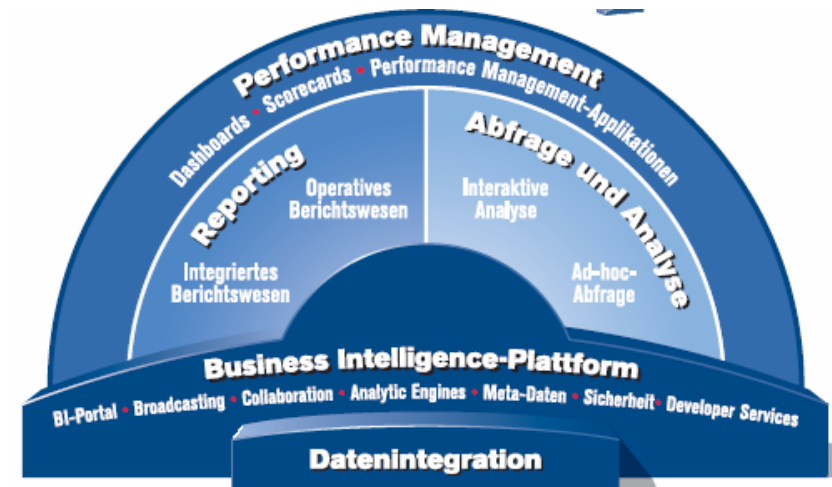 Performance Management
Dashboards • Scorecards • Performance Management-Applikationen
Reporting
Operatives
Berichtswesen
Integriertes
Berichtswesen
Abfrage und Analyse
Interaktive
Analyse
Ad-hoc-
Abfrage
Business Intelligence-Plattform
BI-Portal • Broadcasting • Collaboration • Analytic Engines • Meta-Daten • Sicherheit • Developer Services
Datenintegration